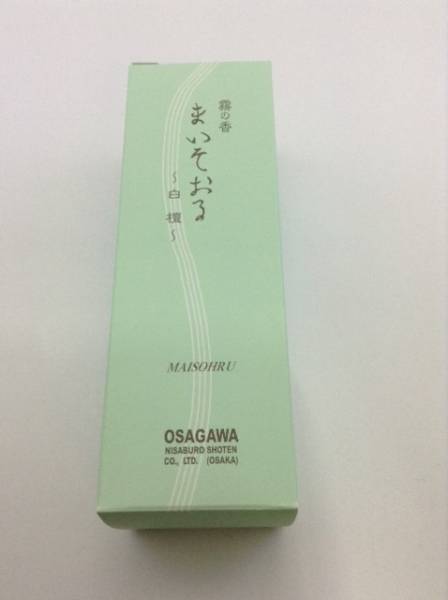 霧の香
まいそおる
～白檀～
MAISOHRU
OSAGAWA
NISABURO SHOTEN
CO., LTD. (OSAKA)